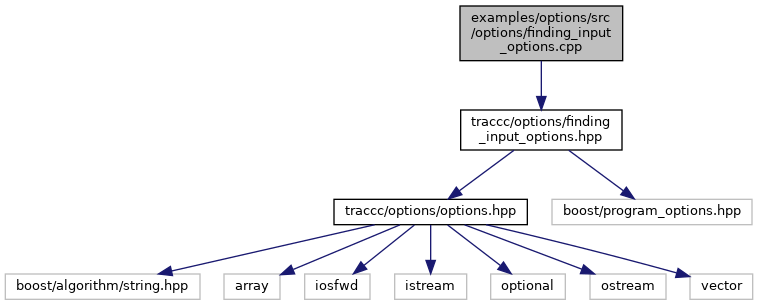 examples/options/src
/options/finding_input
_options.cpp
traccc/options/finding
_input_options.hpp
traccc/options/options.hpp
boost/program_options.hpp
boost/algorithm/string.hpp
array
iosfwd
istream
optional
ostream
vector